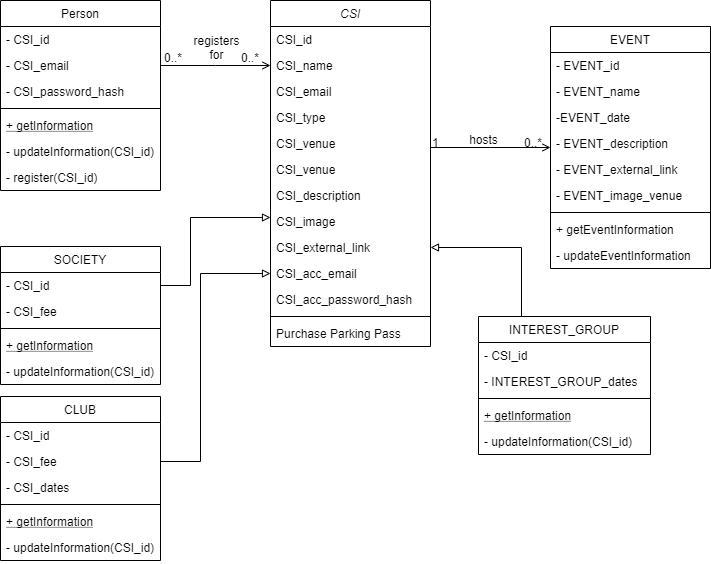 Person
- CSI_id
- CSI_email
- CSI_password_hash
+ getInformation
- updateInformation(CSI_id)
- register(CSI_id)
registers
for
0..*
0..*
CSI
CSI_id
CSI_name
CSI_email
CSI_type
CSI_venue
CSI_venue
CSI_description
CSI_image
CSI_external_link
CSI_acc_email
CSI_acc_password_hash
Purchase Parking Pass
1
hosts
0..*
EVENT
- EVENT_id
- EVENT_name
-EVENT_date
- EVENT_description
- EVENT_external_link
- EVENT_image_venue
+ getEventInformation
- updateEventInformation
SOCIETY
- CSI_id
- CSI_fee
+ getInformation
- updateInformation(CSI_id)
CLUB
- CSI_id
- CSI_fee
- CSI_dates
+ getInformation
- updateInformation(CSI_id)
INTEREST_GROUP
- CSI_id
- INTEREST_GROUP_dates
+ getInformation
- updateInformation(CSI_id)